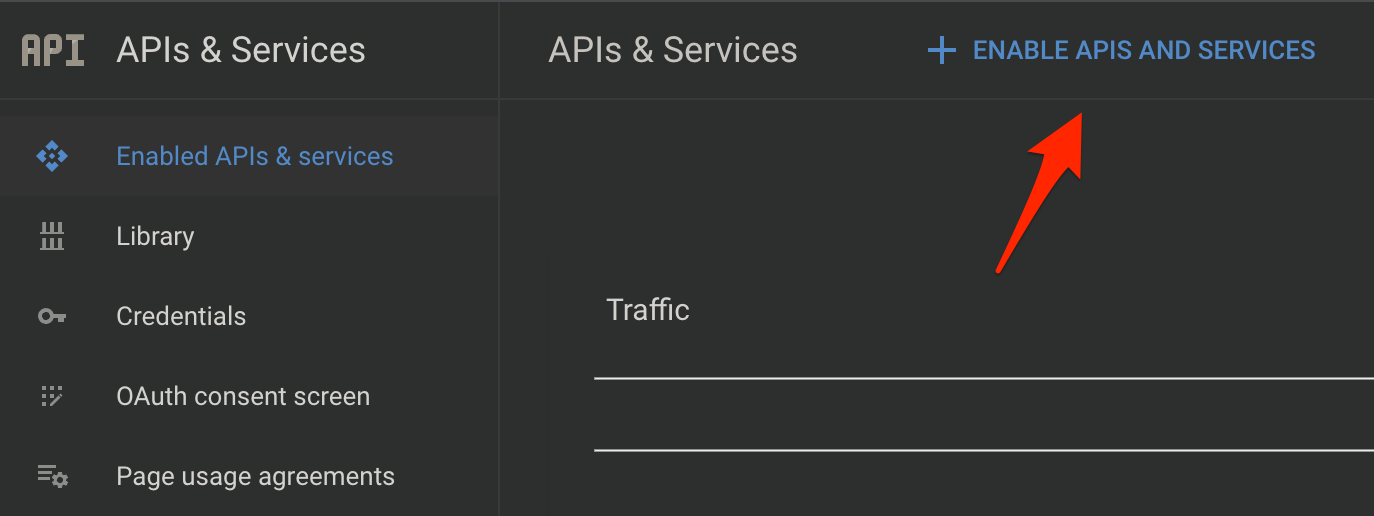 API APIs & Services
Enabled APIs & services
Library
Credentials
OAuth consent screen
Page usage agreements
APIs & Services
ENABLE APIS AND SERVICES
Traffic